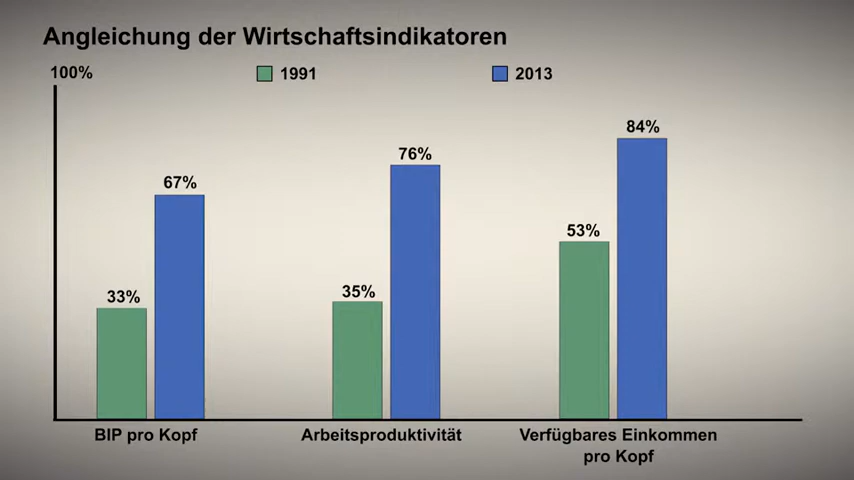 Angleichung der Wirtschaftsindikatoren
100%
1991
2013
33%
67%
35%
76%
53%
84%
BIP pro Kopf
Arbeitsproduktivität
Verfügbares Einkommen
pro Kopf